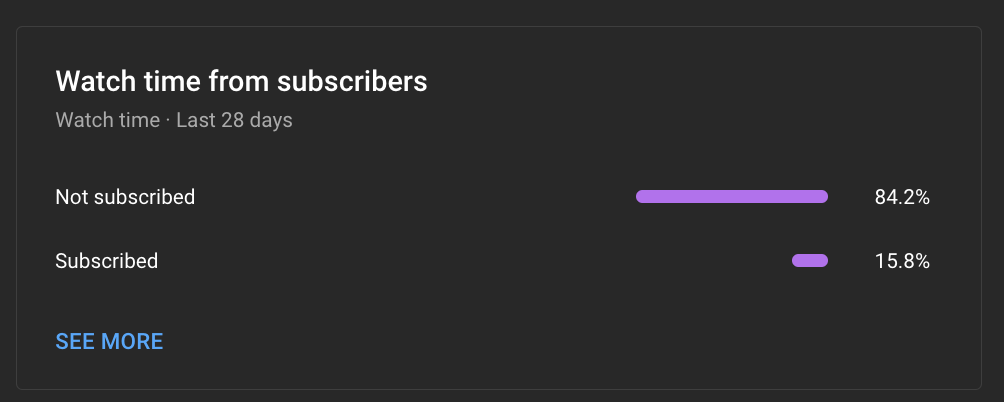 Watch time from subscribers
Watch time · Last 28 days
Not subscribed 84.2%
Subscribed 15.8%
SEE MORE